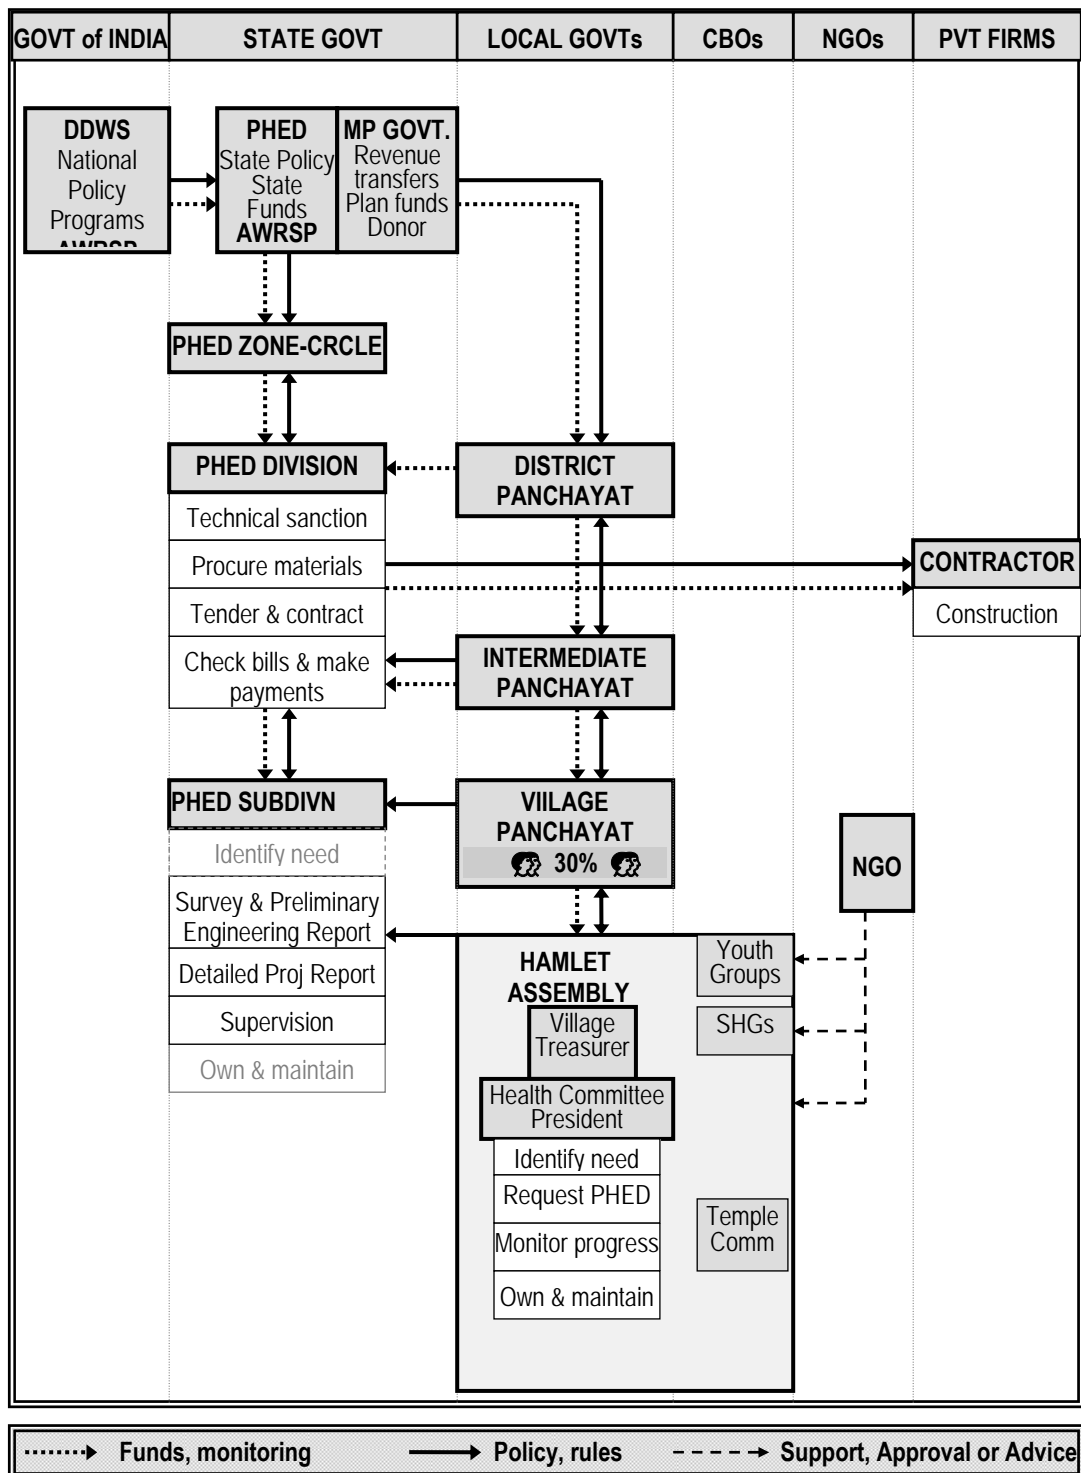 GOVT of INDIA
STATE GOVT
LOCAL GOVTs
CBOs
NGOs
PVT FIRMS
DDWS
National
Policy
Programs
AWRSP
PHED
State Policy
State
Funds
AWRSP
MP GOVT.
Revenue
transfers
Plan funds
Donor
PHED ZONE-CRCLE
PHED DIVISION
Technical sanction
Procure materials
Tender & contract
Check bills & make
payments
DISTRICT
PANCHAYAT
CONTRACTOR
Construction
INTERMEDIATE
PANCHAYAT
PHED SUBDIVN
Identify need
Survey & Preliminary
Engineering Report
Detailed Proj Report
Supervision
Own & maintain
VIILAGE
PANCHAYAT
30%
NGO
HAMLET
ASSEMBLY
Village
Treasurer
Health Committee
President
Identify need
Request PHED
Monitor progress
Own & maintain
Youth
Groups
SHGs
Temple
Comm
Funds, monitoring
Policy, rules
Support, Approval or Advice